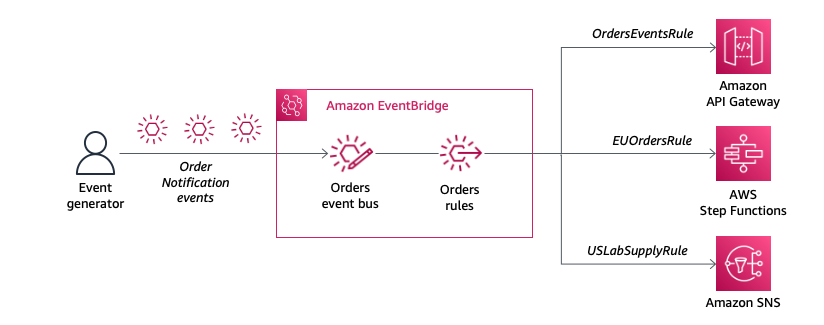 OrdersEventsRule
Amazon
API Gateway
Amazon EventBridge
EUOrdersRule
Event
generator
Order
Notification
events
Orders
event bus
Orders
rules
AWS
Step Functions
USLabSupplyRule
Amazon SNS